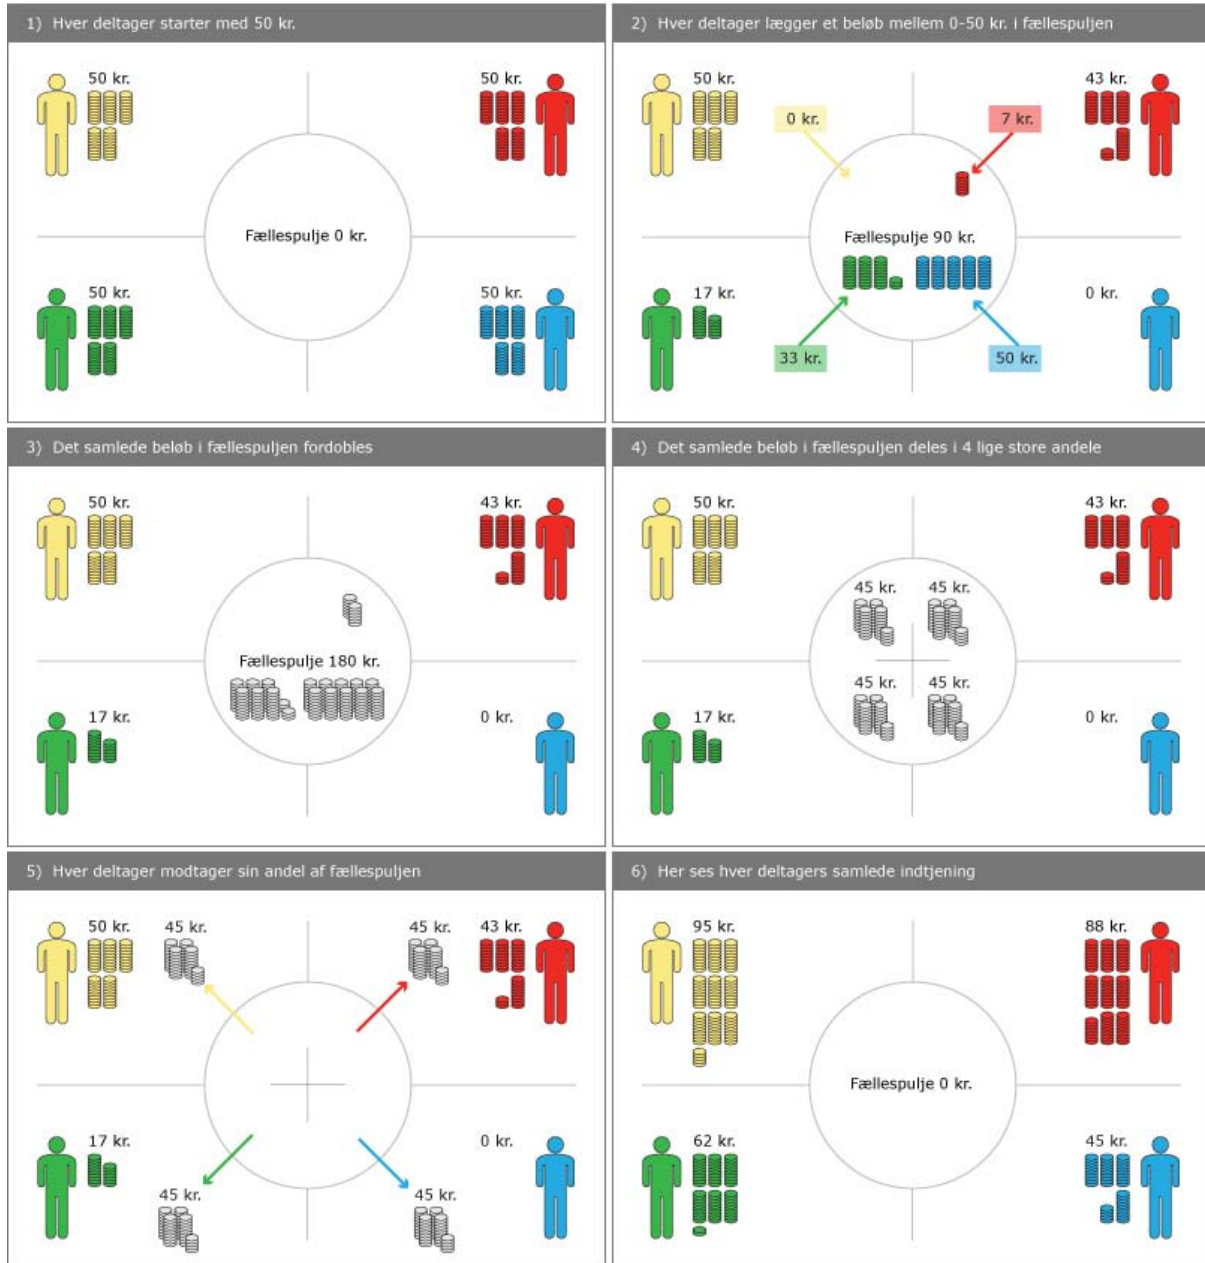 1) Hver deltager starter med 50 kr.
50 kr.
50 kr.
Fællespulje 0 kr.
50 kr.
50 kr.
2) Hver deltager lægger et beløb mellem 0-50 kr. i fællespuljen
50 kr.
43 kr.
0 kr.
7 kr.
Fællespulje 90 kr.
17 kr.
0 kr.
33 kr.
50 kr.
3) Det samlede beløb i fællespuljen fordobles
50 kr.
43 kr.
Fællespulje 180 kr.
17 kr.
0 kr.
4) Det samlede beløb i fællespuljen deles i 4 lige store andele
50 kr.
43 kr.
45 kr.
45 kr.
45 kr.
45 kr.
17 kr.
0 kr.
5) Hver deltager modtager sin andel af fællespuljen
50 kr.
45 kr.
45 kr.
43 kr.
17 kr.
0 kr.
45 kr.
45 kr.
6) Her ses hver deltagers samlede indtjening
95 kr.
88 kr.
Fællespulje 0 kr.
62 kr.
45 kr.